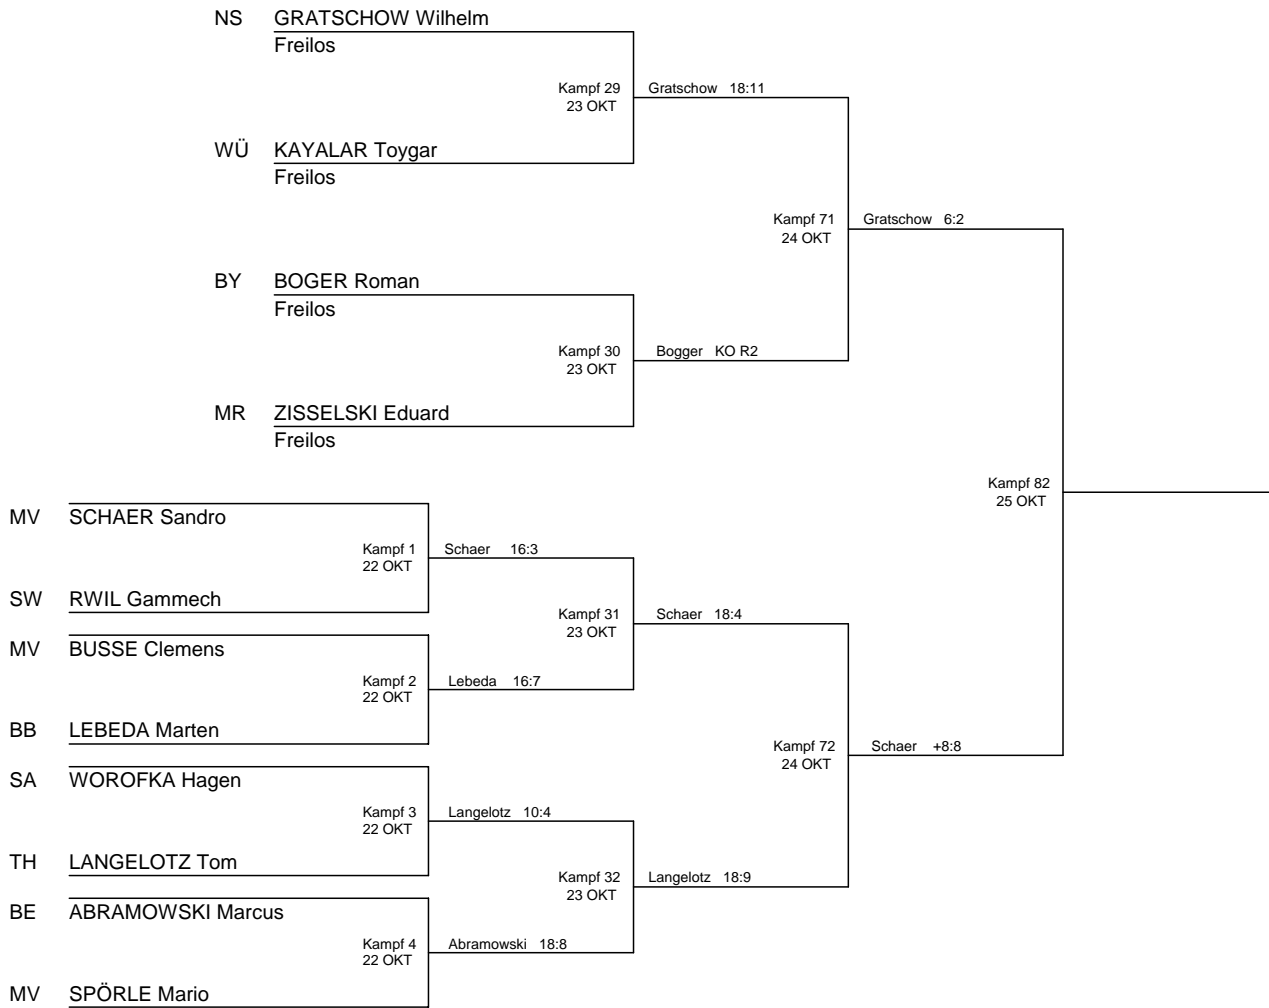 NS GRATSCHOW Wilhelm
Freilos
Kampf 29 Gratschow 18:11
23 OKT
WÜ KAYALAR Toygar
Freilos
Kampf 71 Gratschow 6:2
24 OKT
BY BOGER Roman
Freilos
Kampf 30 Bogger KO R2
23 OKT
MR ZISSELSKI Eduard
Freilos
Kampf 82
25 OKT
MV SCHAER Sandro
Kampf 1 Schaer 16:3
22 OKT
SW RWIL Gammech
Kampf 31 Schaer 18:4
23 OKT
MV BUSSE Clemens
Kampf 2 Lebeda 16:7
22 OKT
BB LEBEDA Marten
Kampf 72 Schaer +8:8
24 OKT
SA WOROFKA Hagen
Kampf 3 Langelotz 10:4
22 OKT
TH LANGELOTZ Tom
Kampf 32 Langelotz 18:9
23 OKT
BE ABRAMOWSKI Marcus
Kampf 4 Abramowski 18:8
22 OKT
MV SPÖRLE Mario